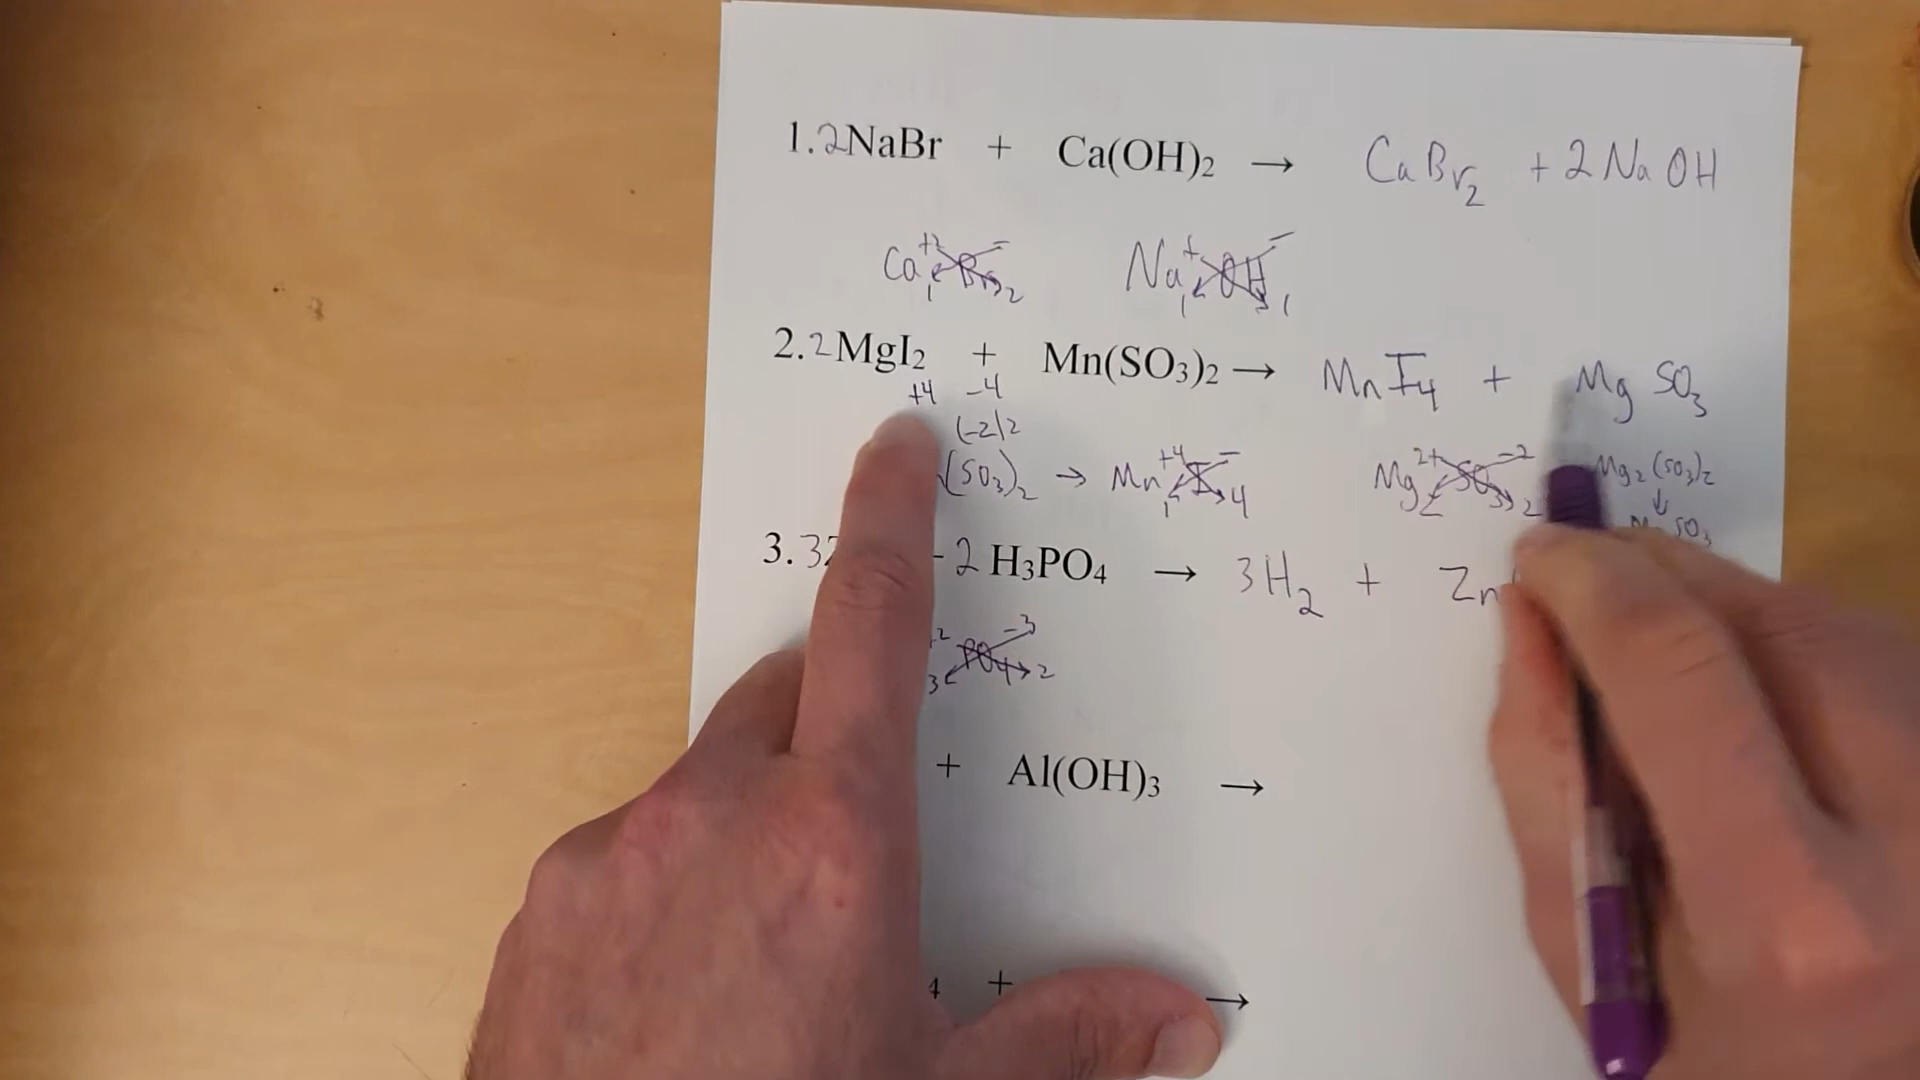 1. 2NaBr + Ca(OH)₂ → CaBr₂ + 2NaOH
Ca⁺² ₁ Br⁻ ₂ Na⁺ ₁ OH⁻ ₁
2. 2MgI₂ + Mn(SO₃)₂ → MnI₄ + MgSO₃
+4 -4
(-2)2
(SO₃)₂ → Mn⁺⁴ ₁ I⁻ ₄ Mg²⁺ ₂ SO₃⁻² ₂ Mg₂(SO₃)₂
↓
SO₃
3. 3 - 2 H₃PO₄ → 3H₂ + Zn
2 ₃ PO₄⁻³ ₂
+ Al(OH)₃ →
4 + →